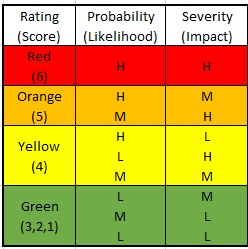 Rating Probability Severity
(Score) (Likelihood) (Impact)
Red
(6) H H
Orange H M
(5) M H
Yellow H L
(4) L H
M M
Green L M
(3,2,1) M L
L L